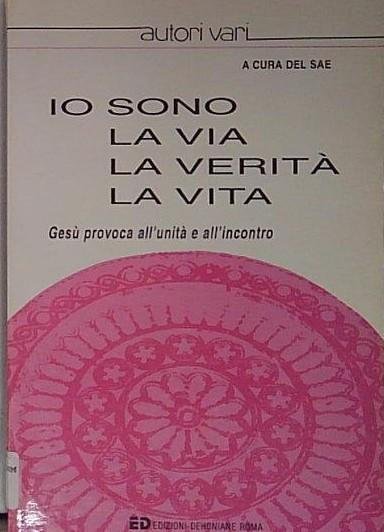 autori vari
A CURA DEL SAE
IO SONO
LA VIA
LA VERITÀ
LA VITA
Gesù provoca all'unità e all'incontro
ED EDIZIONI DEHONIANE ROMA